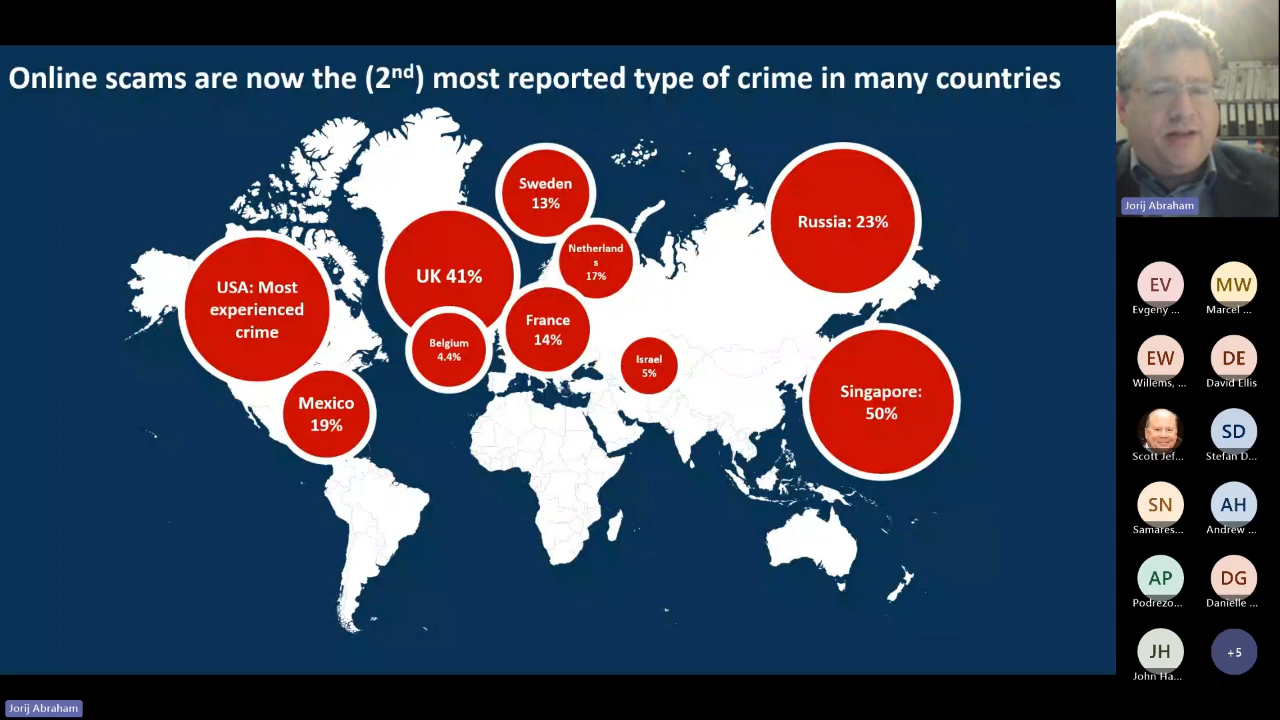 Online scams are now the (2nd) most reported type of crime in many countries
Sweden
13%
Netherland
s
17%
Russia: 23%
UK 41%
USA: Most
experienced
crime
France
14%
Belgium
4.4%
Israel
5%
Singapore:
50%
Mexico
19%
Jorij Abraham
EV
Evgeny ...
MW
Marcel ...
EW
Willems, ...
DE
David Ellis
Scott Jef...
SD
Stefan D...
SN
Samares...
AH
Andrew ...
AP
Podrezo...
DG
Danielle ...
JH
John Ha...
+5
Jorij Abraham